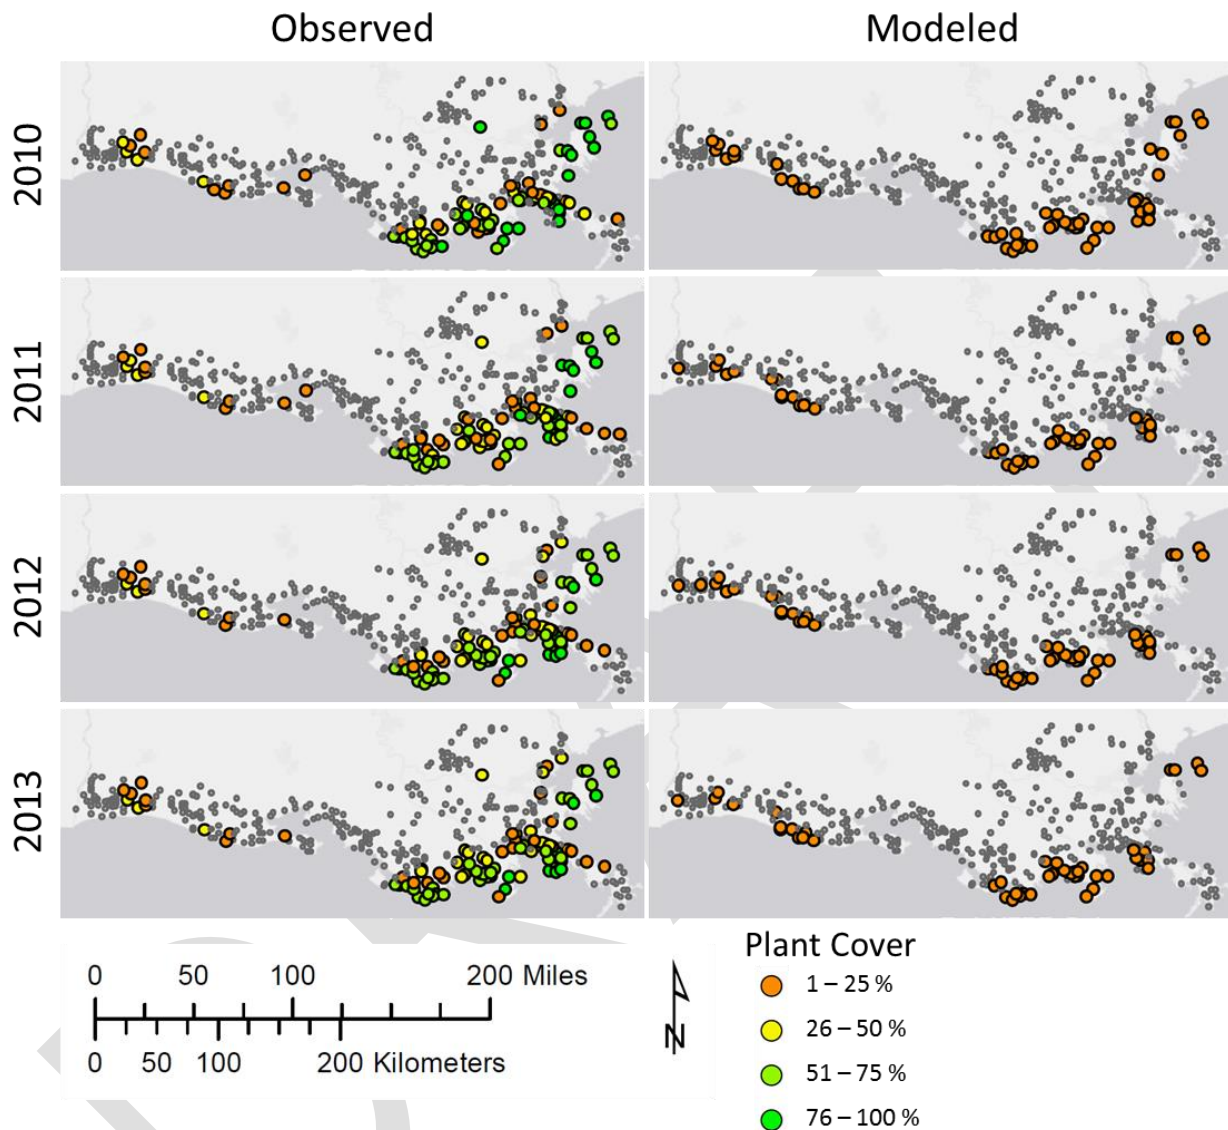 Observed Modeled
2010
2011
2012
2013
0 50 100 200 Miles
0 50 100 200 Kilometers
N
Plant Cover
1 – 25 %
26 – 50 %
51 – 75 %
76 – 100 %